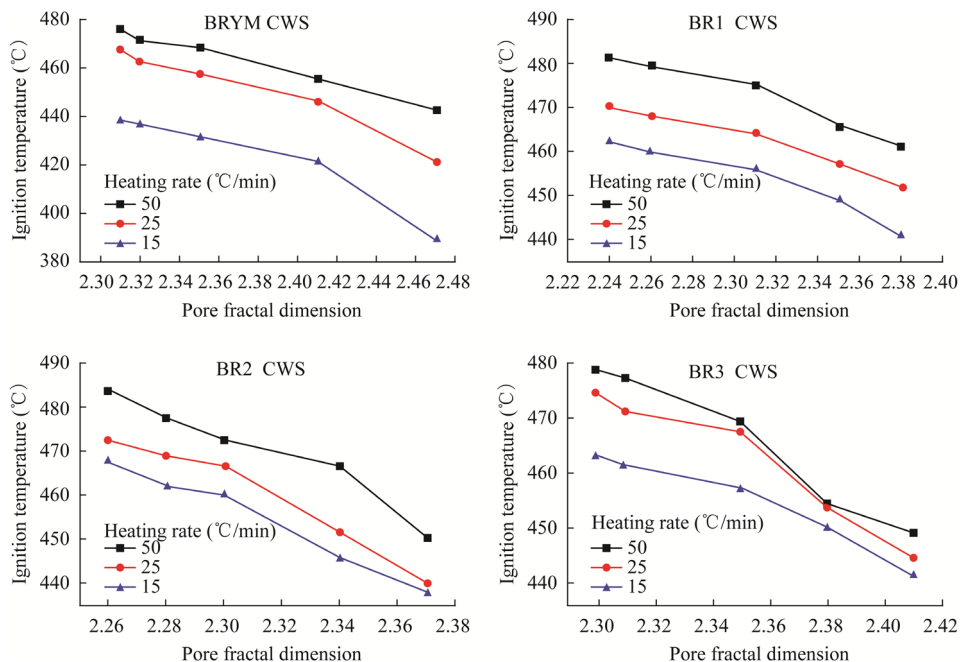 BRYM CWS
Ignition temperature (℃)
480
460
440
420
400
380
Heating rate (℃/min)
50
25
15
2.30 2.32 2.34 2.36 2.38 2.40 2.42 2.44 2.46 2.48
Pore fractal dimension
BR1 CWS
Ignition temperature (℃)
490
480
470
460
450
440
Heating rate (℃/min)
50
25
15
2.22 2.24 2.26 2.28 2.30 2.32 2.34 2.36 2.38 2.40
Pore fractal dimension
BR2 CWS
Ignition temperature (℃)
490
480
470
460
450
440
Heating rate (℃/min)
50
25
15
2.26 2.28 2.30 2.32 2.34 2.36 2.38
Pore fractal dimension
BR3 CWS
Ignition temperature (℃)
480
470
460
450
440
Heating rate (℃/min)
50
25
15
2.30 2.32 2.34 2.36 2.38 2.40 2.42
Pore fractal dimension